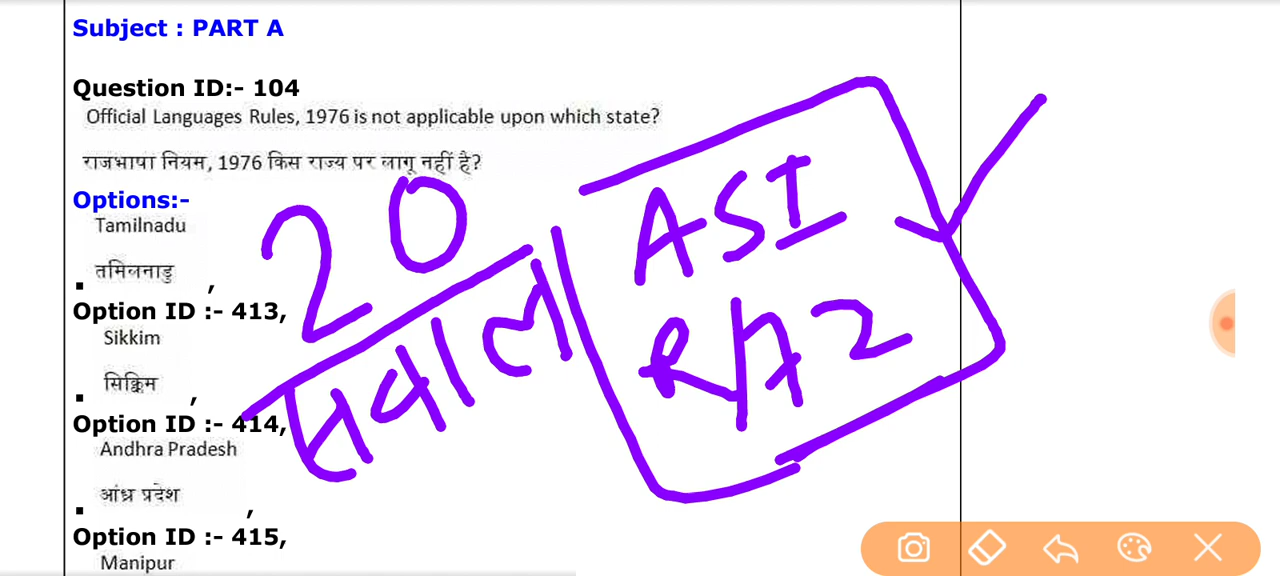 Subject : PART A
Question ID:- 104
Official Languages Rules, 1976 is not applicable upon which state?
राजभाषा नियम, 1976 किस राज्य पर लागू नहीं है?
Options:-
Tamilnadu
तमिलनाडु ,
Option ID :- 413,
Sikkim
सिक्किम ,
Option ID :- 414,
Andhra Pradesh
आंध्र प्रदेश ,
Option ID :- 415,
Manipur
20
सवाल
ASI